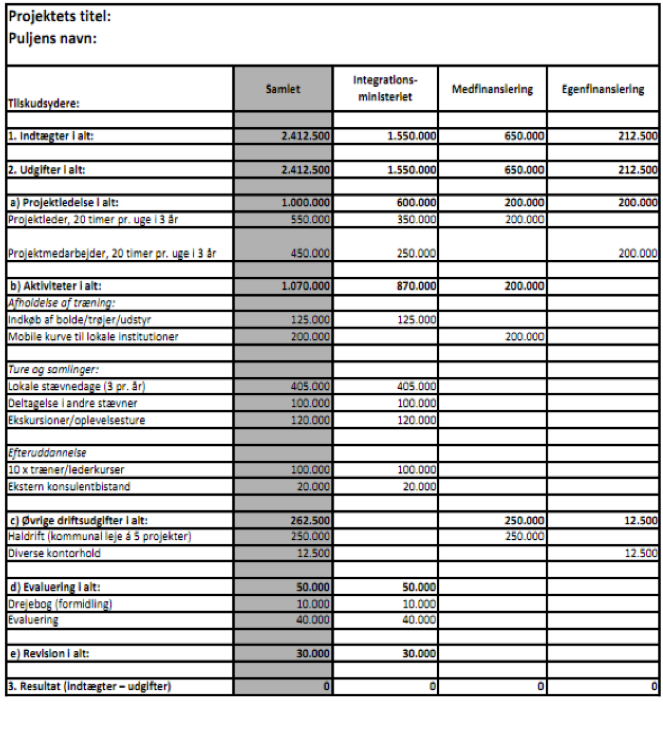 Projektets titel:
Puljens navn:
Tilskudsydere: Samlet Integrations-ministeriet Medfinansiering Egenfinansiering
1. Indtægter i alt: 2.412.500 1.550.000 650.000 212.500
2. Udgifter i alt: 2.412.500 1.550.000 650.000 212.500
a) Projektledelse i alt: 1.000.000 600.000 200.000 200.000
Projektleder, 20 timer pr. uge i 3 år 550.000 350.000 200.000
Projektmedarbejder, 20 timer pr. uge i 3 år 450.000 250.000 200.000
b) Aktiviteter i alt: 1.070.000 870.000 200.000
Afholdelse af træning:
Indkøb af bolde/trøjer/udstyr 125.000 125.000
Mobile kurve til lokale institutioner 200.000 200.000
Ture og samlinger:
Lokale stævnedage (3 pr. år) 405.000 405.000
Deltagelse i andre stævner 100.000 100.000
Ekskursioner/oplevelsesture 120.000 120.000
Efteruddannelse
10 x træner/lederkurser 100.000 100.000
Ekstern konsulentbistand 20.000 20.000
c) Øvrige driftsudgifter i alt: 262.500 250.000 12.500
Haldrift (kommunal leje á 5 projekter) 250.000 250.000
Diverse kontorhold 12.500 12.500
d) Evaluering i alt: 50.000 50.000
Drejebog (formidling) 10.000 10.000
Evaluering 40.000 40.000
e) Revision i alt: 30.000 30.000
3. Resultat (indtægter – udgifter) 0 0 0 0